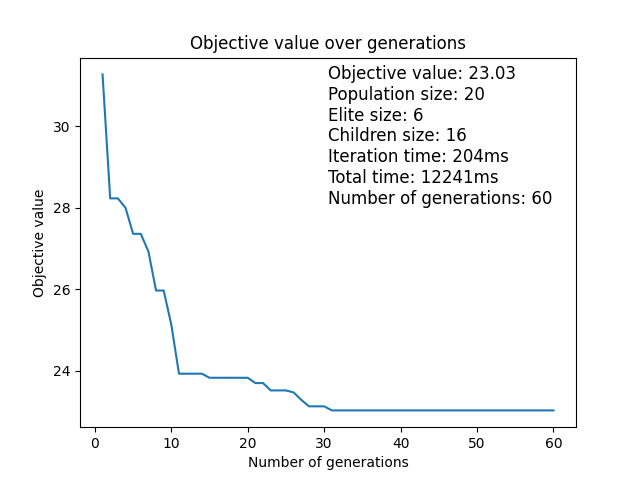 Objective value over generations
Objective value: 23.03
Population size: 20
Elite size: 6
Children size: 16
Iteration time: 204ms
Total time: 12241ms
Number of generations: 60
Objective value
30
28
26
24
0 10 20 30 40 50 60
Number of generations